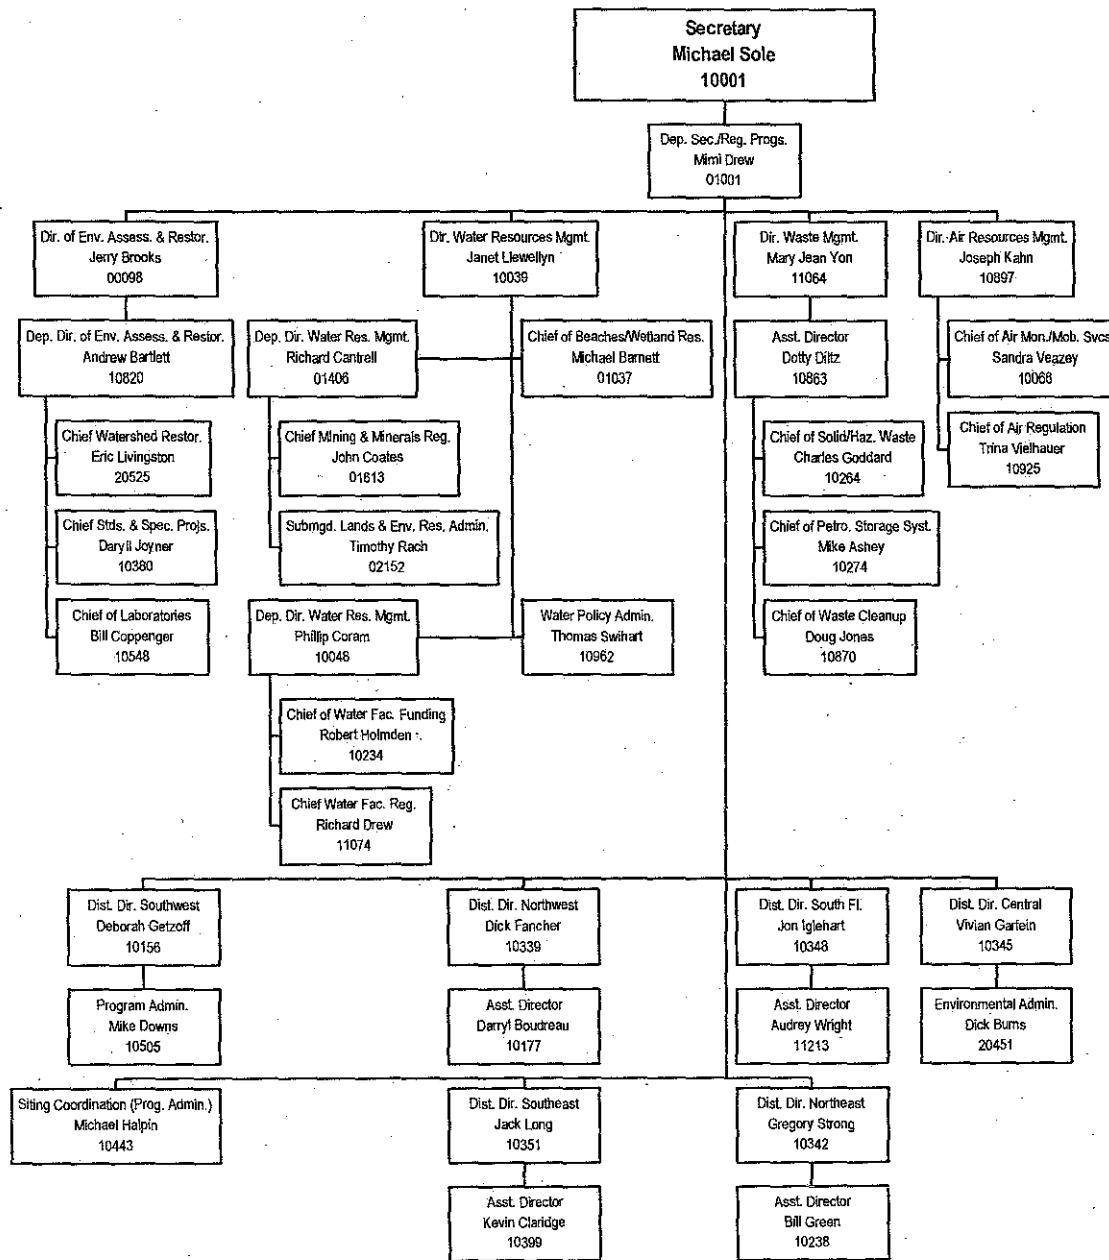 Secretary
Michael Sole
10001
Dep. Sec./Reg. Progs.
Mimi Drew
01001
Dir. of Env. Assess. & Restor.
Jerry Brooks
00098
Dir. Water Resources Mgmt.
Janet Llewellyn
10039
Dir. Waste Mgmt.
Mary Jean Yon
11064
Dir. Air Resources Mgmt.
Joseph Kahn
10897
Dep. Dir. of Env. Assess. & Restor.
Andrew Bartlett
10820
Dep. Dir. Water Res. Mgmt.
Richard Cantrell
01406
Chief of Beaches/Wetland Res.
Michael Barnett
01037
Asst. Director
Dotty Diltz
10863
Chief of Air Mon./Mob. Svcs
Sandra Veazey
10066
Chief Watershed Restor.
Eric Livingston
20525
Chief Mining & Minerals Reg.
John Coates
01613
Chief of Solid/Haz. Waste
Charles Goddard
10264
Chief of Air Regulation
Trina Vielhauer
10925
Chief Stds. & Spec. Projs.
Daryll Joyner
10380
Submgd. Lands & Env. Res. Admin.
Timothy Rach
02152
Chief of Petro. Storage Syst.
Mike Ashey
10274
Chief of Laboratories
Bill Coppenger
10548
Dep. Dir. Water Res. Mgmt.
Phillip Coram
10048
Water Policy Admin.
Thomas Swihart
10962
Chief of Waste Cleanup
Doug Jones
10870
Chief of Water Fac. Funding
Robert Holmden
10234
Chief Water Fac. Reg.
Richard Drew
11074
Dist. Dir. Southwest
Deborah Getzoff
10156
Dist. Dir. Northwest
Dick Fancher
10339
Dist. Dir. South Fl.
Jon Iglehart
10348
Dist. Dir. Central
Vivian Garfein
10345
Program Admin.
Mike Downs
10505
Asst. Director
Darryl Boudreau
10177
Asst. Director
Audrey Wright
11213
Environmental Admin.
Dick Burns
20451
Siting Coordination (Prog. Admin.)
Michael Halpin
10443
Dist. Dir. Southeast
Jack Long
10351
Dist. Dir. Northeast
Gregory Strong
10342
Asst. Director
Kevin Claridge
10399
Asst. Director
Bill Green
10238